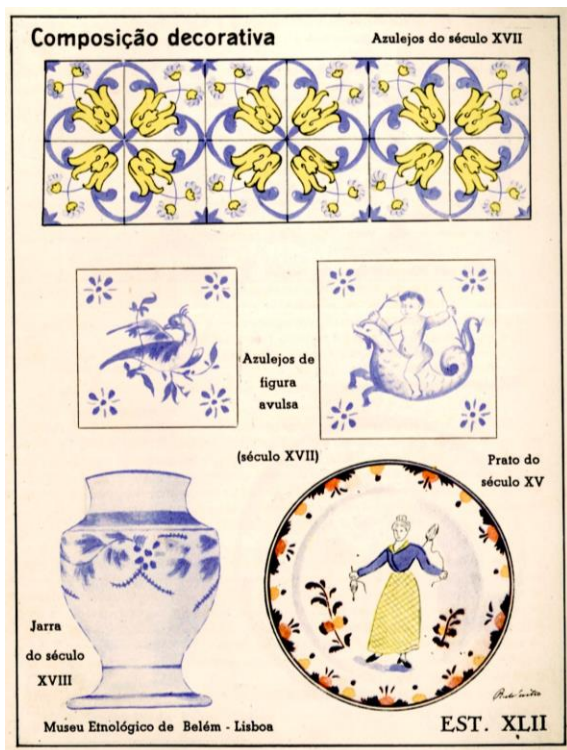 Composição decorativa
Azulejos do século XVII
Azulejos de
figura
avulsa
(século XVII)
Prato do
século XV
Jarra
do século
XVIII
Museu Etnológico de Belém - Lisboa
EST. XLII